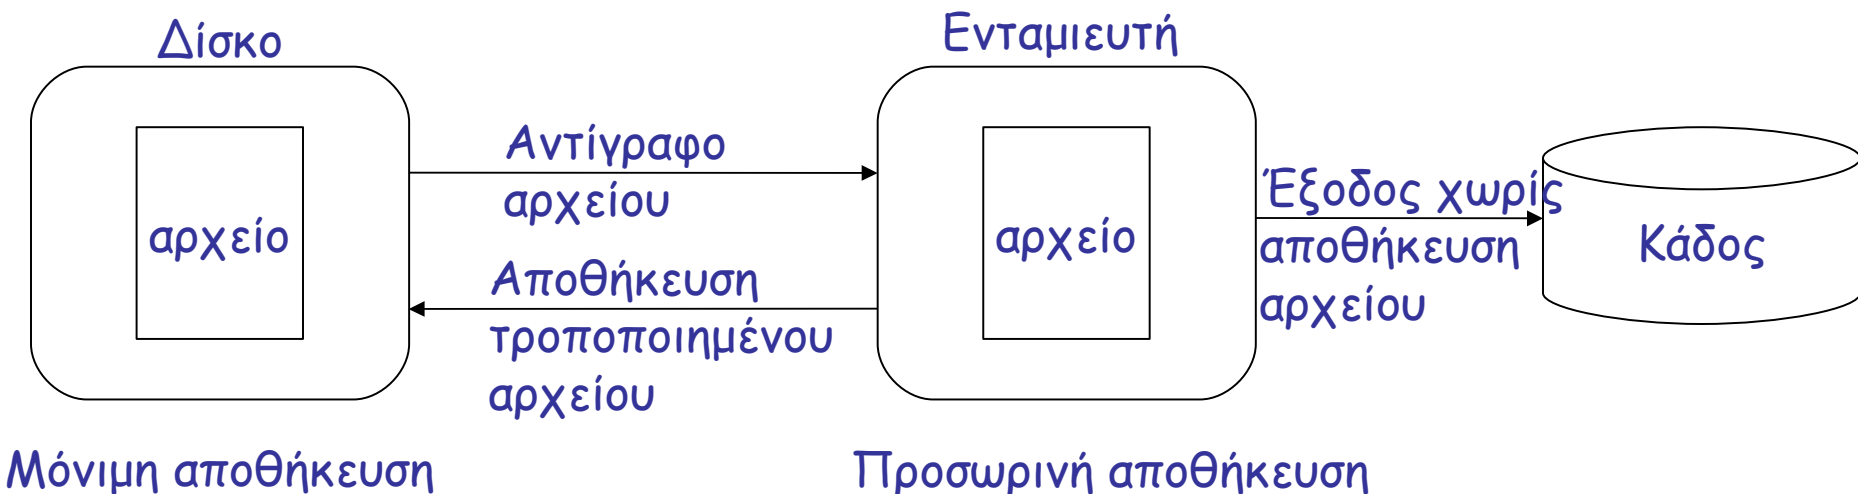 Δίσκο
Ενταμιευτή
αρχείο
Αντίγραφο
αρχείου
Αποθήκευση
τροποποιημένου
αρχείου
αρχείο
Έξοδος χωρίς
αποθήκευση
αρχείου
Κάδος
Μόνιμη αποθήκευση
Προσωρινή αποθήκευση